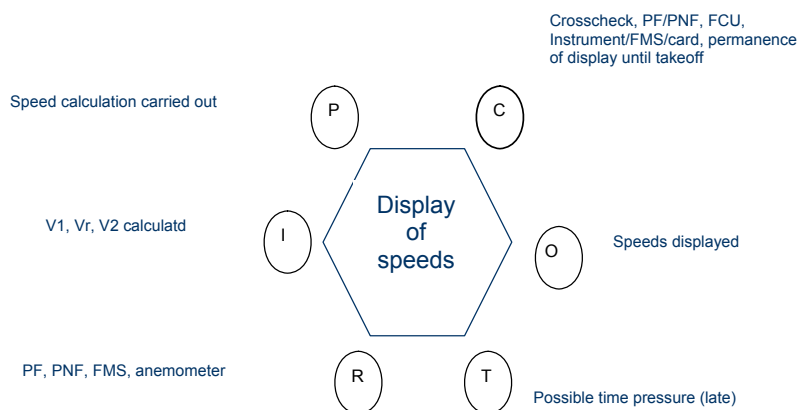 Crosscheck, PF/PNF, FCU,
Instrument/FMS/card, permanence
of display until takeoff
Speed calculation carried out
P
C
Display
of
speeds
V1, Vr, V2 calculatd
I
O
Speeds displayed
PF, PNF, FMS, anemometer
R
T
Possible time pressure (late)